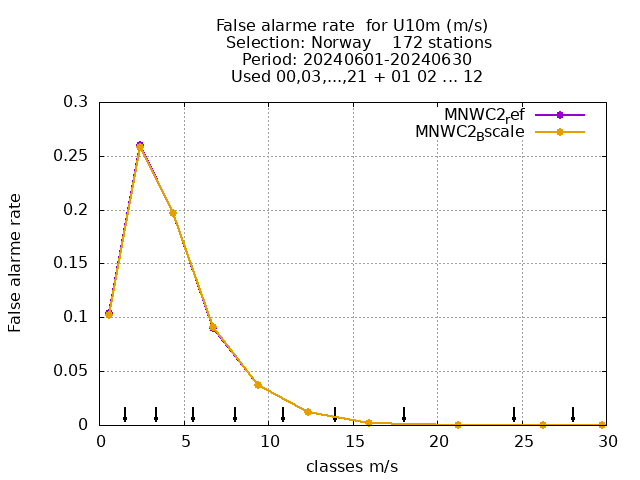 False alarme rate  for U10m (m/s)
Selection: Norway    172 stations
Period: 20240601-20240630
Used 00,03,...,21 + 01 02 ... 12
MNWC2ref
MNWC2Bscale
0.3
0.25
0.2
0.15
0.1
0.05
0
False alarme rate
0 5 10 15 20 25 30
classes m/s